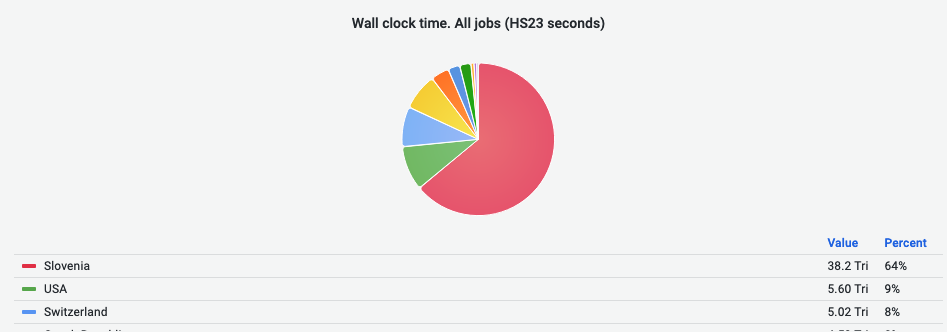 Wall clock time. All jobs (HS23 seconds)
Value Percent
Slovenia 38.2 Tri 64%
USA 5.60 Tri 9%
Switzerland 5.02 Tri 8%